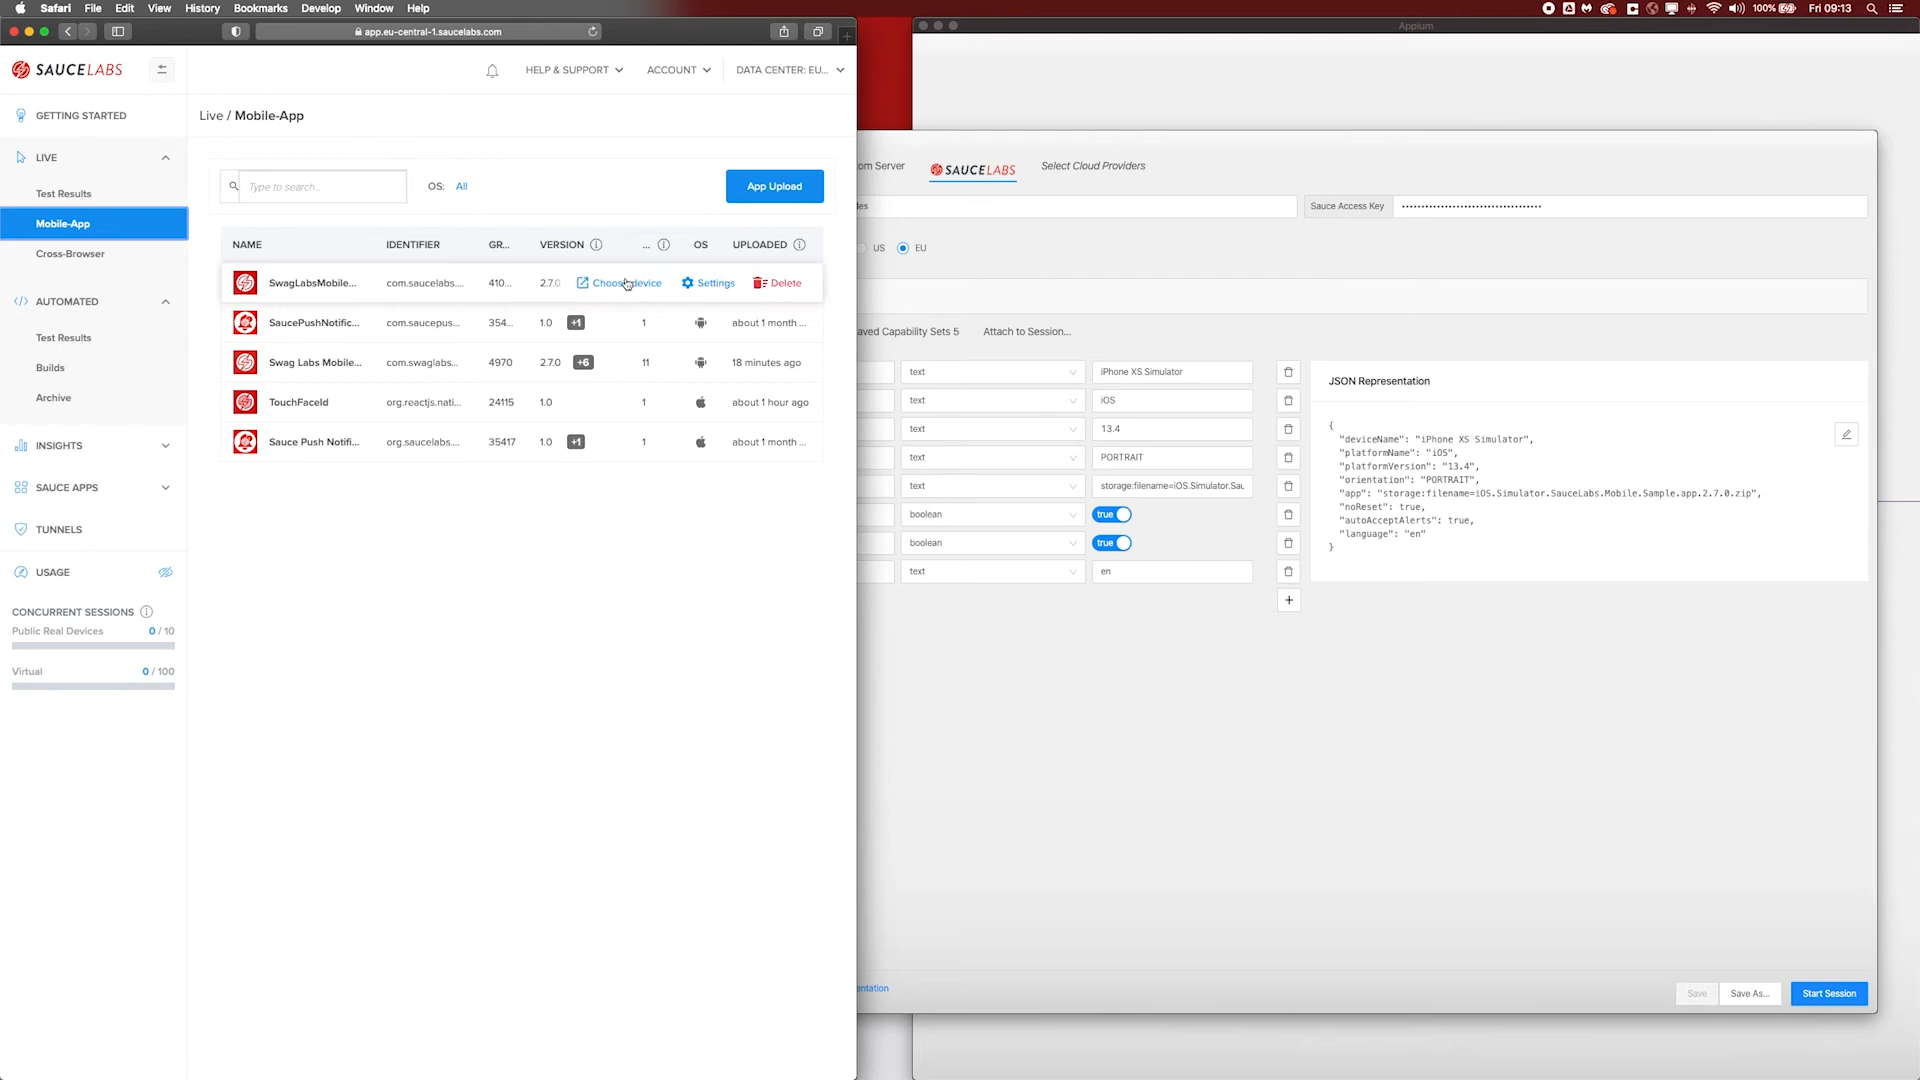 Safari File Edit View History Bookmarks Develop Window Help
100% Fri 09:13
app.eu-central-1.saucelabs.com
Appium
SAUCELABS
HELP & SUPPORT
ACCOUNT
DATA CENTER: EU...
GETTING STARTED
LIVE
Test Results
Mobile-App
Cross-Browser
AUTOMATED
Test Results
Builds
Archive
INSIGHTS
SAUCE APPS
TUNNELS
USAGE
CONCURRENT SESSIONS
Public Real Devices 0 / 10
Virtual 0 / 100
Live / Mobile-App
Type to search...
OS: All
App Upload
NAME IDENTIFIER GR... VERSION ... OS UPLOADED
SwagLabsMobile... com.saucelabs.... 410... 2.7.0 Choose device Settings Delete
SaucePushNotific... com.saucepus... 354... 1.0 +1 1 about 1 month ...
Swag Labs Mobile... com.swaglabs... 4970 2.7.0 +6 11 18 minutes ago
TouchFaceId org.reactjs.nati... 24115 1.0 1 about 1 hour ago
Sauce Push Notifi... org.saucelabs.... 35417 1.0 +1 1 about 1 month ...
om Server
SAUCELABS
Select Cloud Providers
les
Sauce Access Key
US EU
aved Capability Sets 5
Attach to Session...
text iPhone XS Simulator
text iOS
text 13.4
text PORTRAIT
text storage:filename=iOS.Simulator.Sau
boolean true
boolean true
text en
+
JSON Representation
{
"deviceName": "iPhone XS Simulator",
"platformName": "iOS",
"platformVersion": "13.4",
"orientation": "PORTRAIT",
"app": "storage:filename=iOS.Simulator.SauceLabs.Mobile.Sample.app.2.7.0.zip",
"noReset": true,
"autoAcceptAlerts": true,
"language": "en"
}
entation
Save
Save As...
Start Session